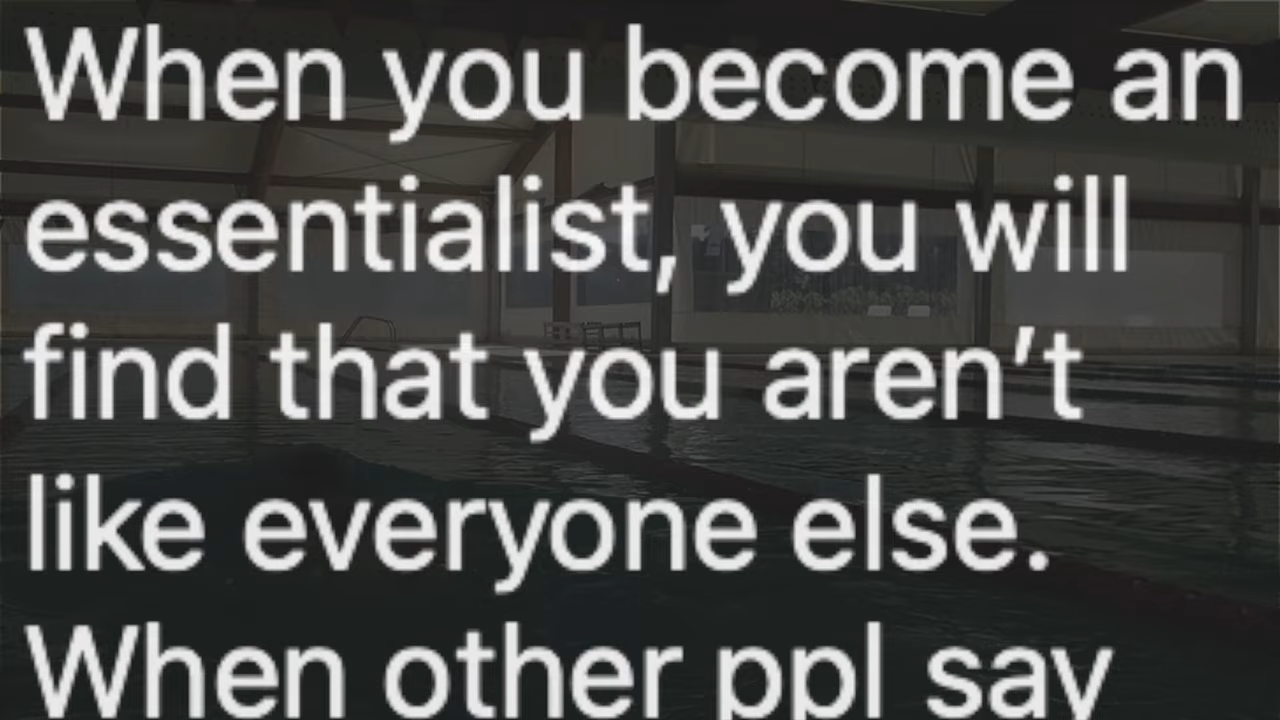 When you become an
essentialist, you will
find that you aren’t
like everyone else.
When other ppl say